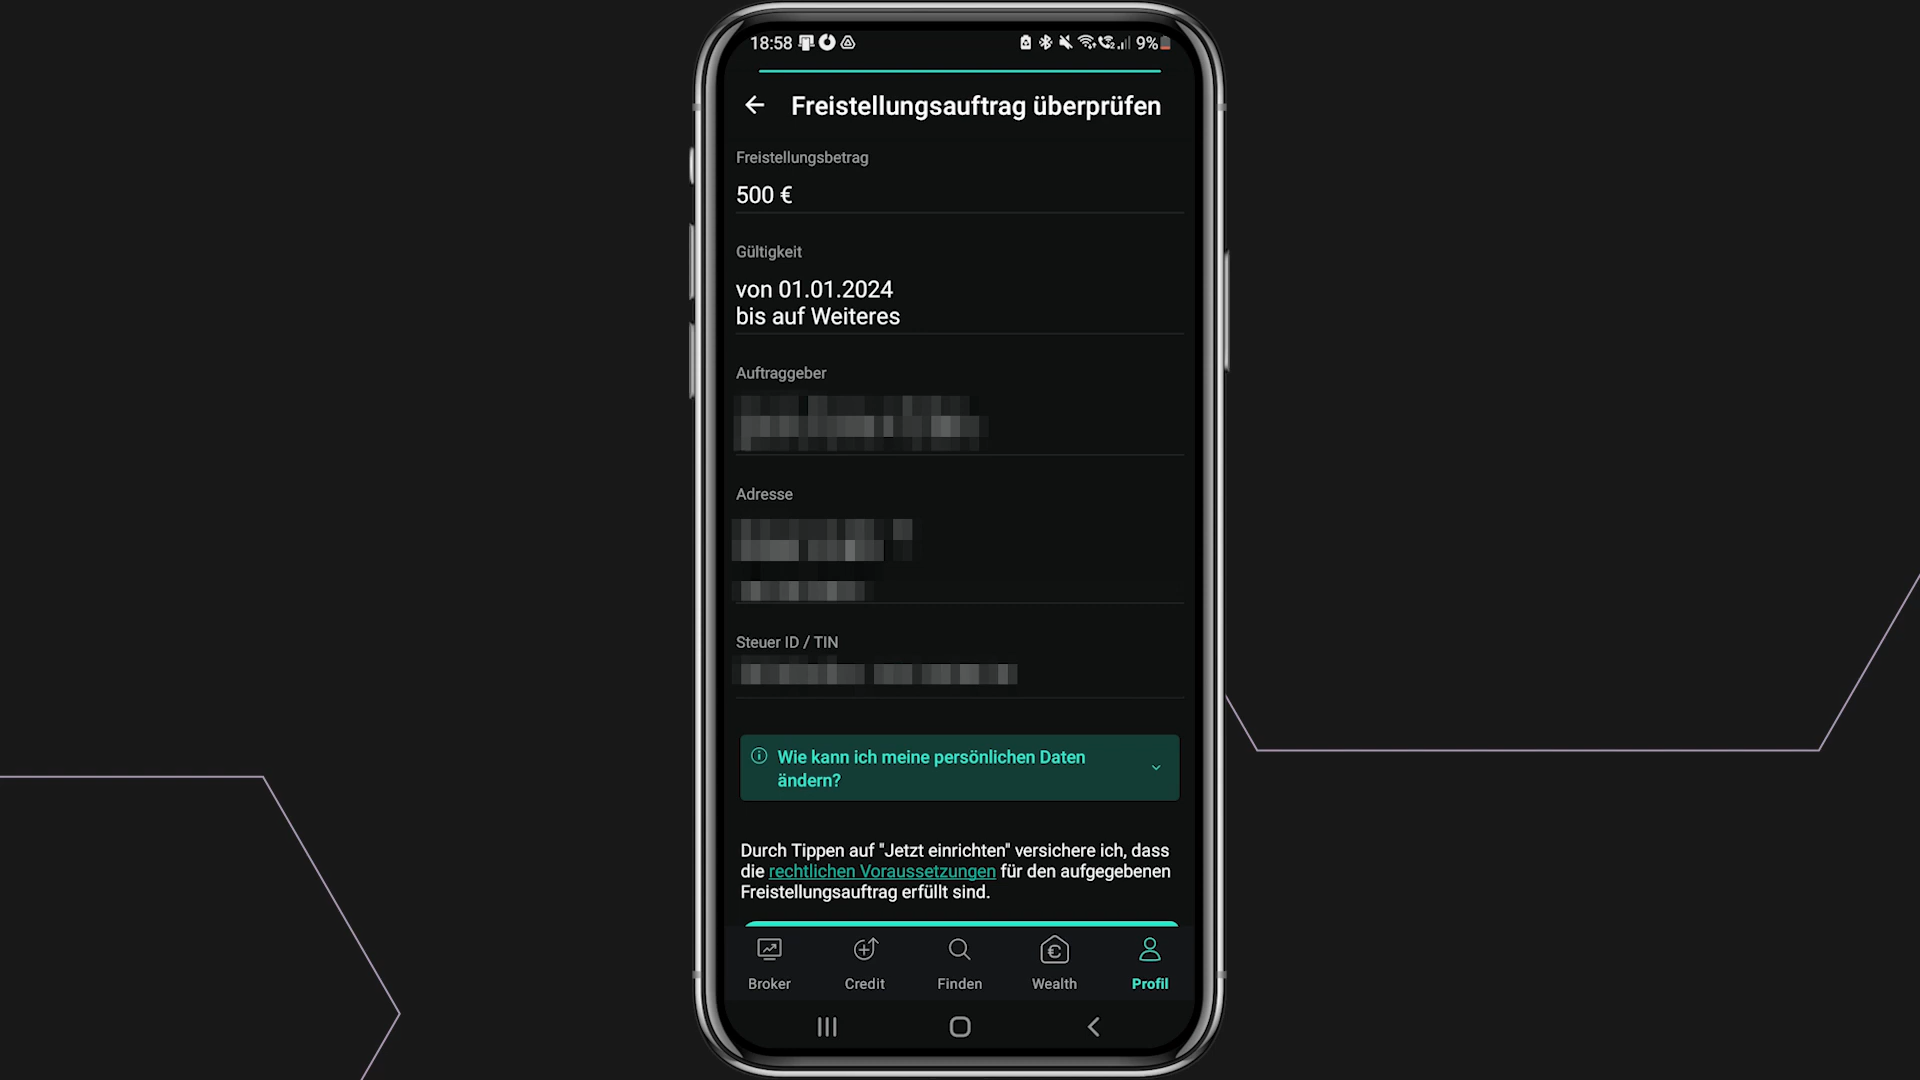 18:58
9%
Freistellungsauftrag überprüfen
Freistellungsbetrag
500 €
Gültigkeit
von 01.01.2024
bis auf Weiteres
Auftraggeber
Adresse
Steuer ID / TIN
Wie kann ich meine persönlichen Daten
ändern?
Durch Tippen auf "Jetzt einrichten" versichere ich, dass
die rechtlichen Voraussetzungen für den aufgegebenen
Freistellungsauftrag erfüllt sind.
Broker
Credit
Finden
Wealth
Profil